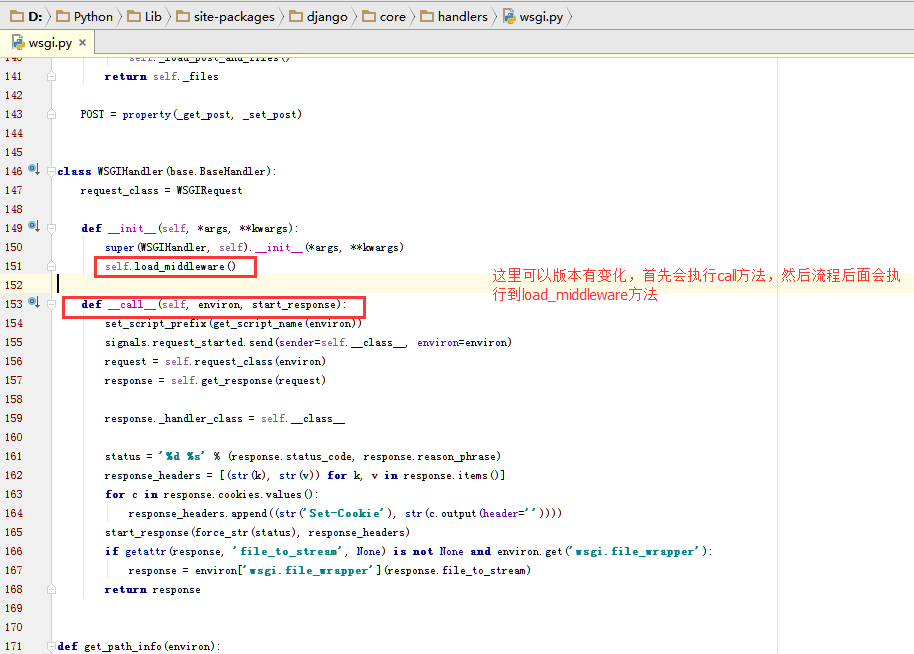 D: Python Lib site-packages django core handlers wsgi.py
wsgi.py ×
140 self._load_post_and_files()
141 return self._files
142
143 POST = property(_get_post, _set_post)
144
145
146 class WSGIHandler(base.BaseHandler):
147 request_class = WSGIRequest
148
149 def __init__(self, *args, **kwargs):
150 super(WSGIHandler, self).__init__(*args, **kwargs)
151 self.load_middleware()
152
这里可以版本有变化，首先会执行call方法，然后流程后面会执
行到load_middleware方法
153 def __call__(self, environ, start_response):
154 set_script_prefix(get_script_name(environ))
155 signals.request_started.send(sender=self.__class__, environ=environ)
156 request = self.request_class(environ)
157 response = self.get_response(request)
158
159 response._handler_class = self.__class__
160
161 status = '%d %s' % (response.status_code, response.reason_phrase)
162 response_headers = [(str(k), str(v)) for k, v in response.items()]
163 for c in response.cookies.values():
164 response_headers.append((str('Set-Cookie'), str(c.output(header=''))))
165 start_response(force_str(status), response_headers)
166 if getattr(response, 'file_to_stream', None) is not None and environ.get('wsgi.file_wrapper'):
167 response = environ['wsgi.file_wrapper'](response.file_to_stream)
168 return response
169
170
171 def get_path_info(environ):